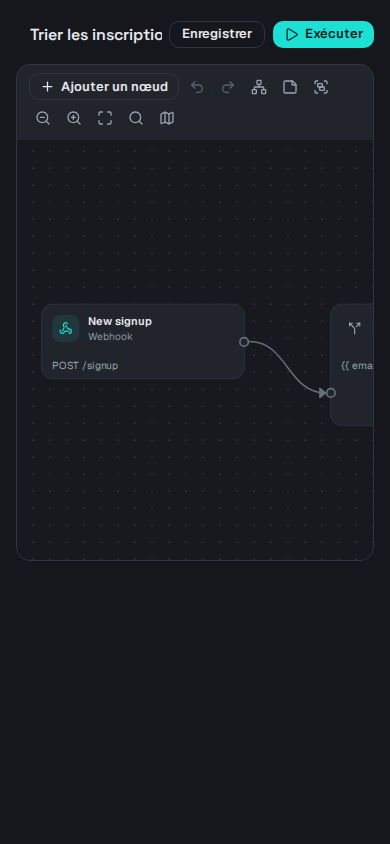 Trier les inscriptio
Enregistrer
Exécuter
Ajouter un nœud
New signup
Webhook
POST /signup
{{ ema